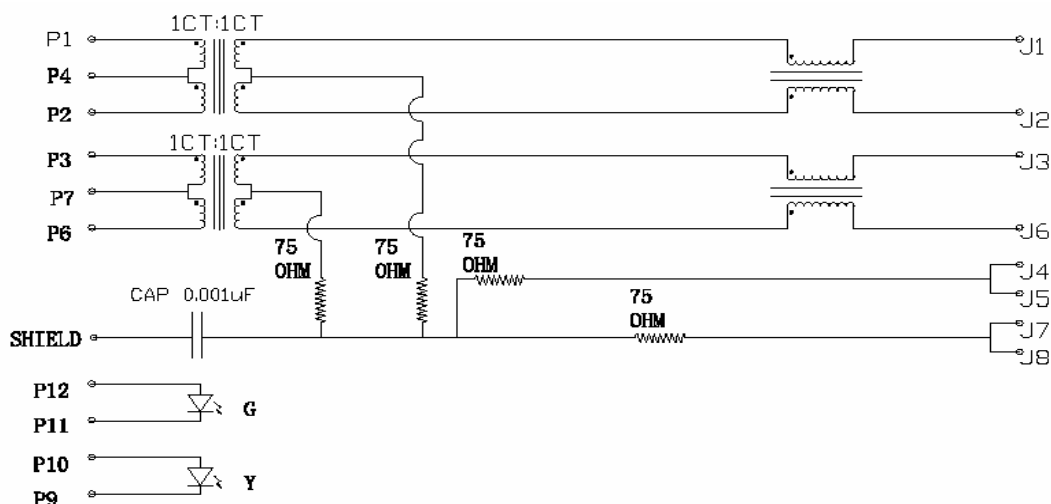 1CT:1CT
P1
J1
P4
P2
J2
1CT:1CT
P3
J3
P7
P6
J6
75
OHM
75
OHM
75
OHM
J4
J5
CAP 0.001uF
75
OHM
SHIELD
J7
J8
P12
G
P11
P10
Y
P9